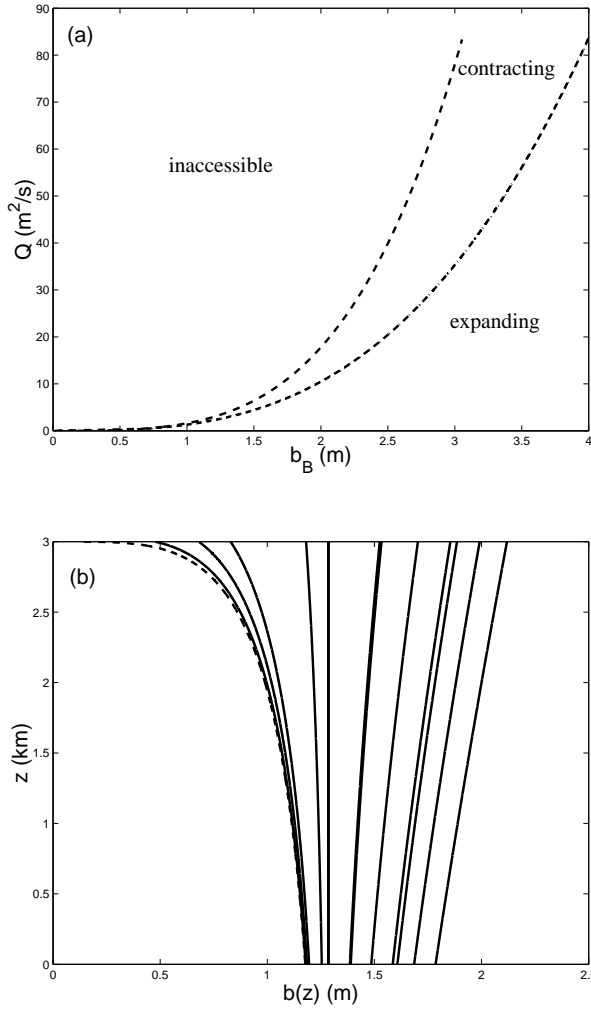 90
(a)
80
contracting
70
60
inaccessible
50
Q (m²/s)
40
30
expanding
20
10
0
0 0.5 1 1.5 2 2.5 3 3.5 4
b_B (m)
3
(b)
2.5
2
z (km)
1.5
1
0.5
0
0 0.5 1 1.5 2 2.5
b(z) (m)